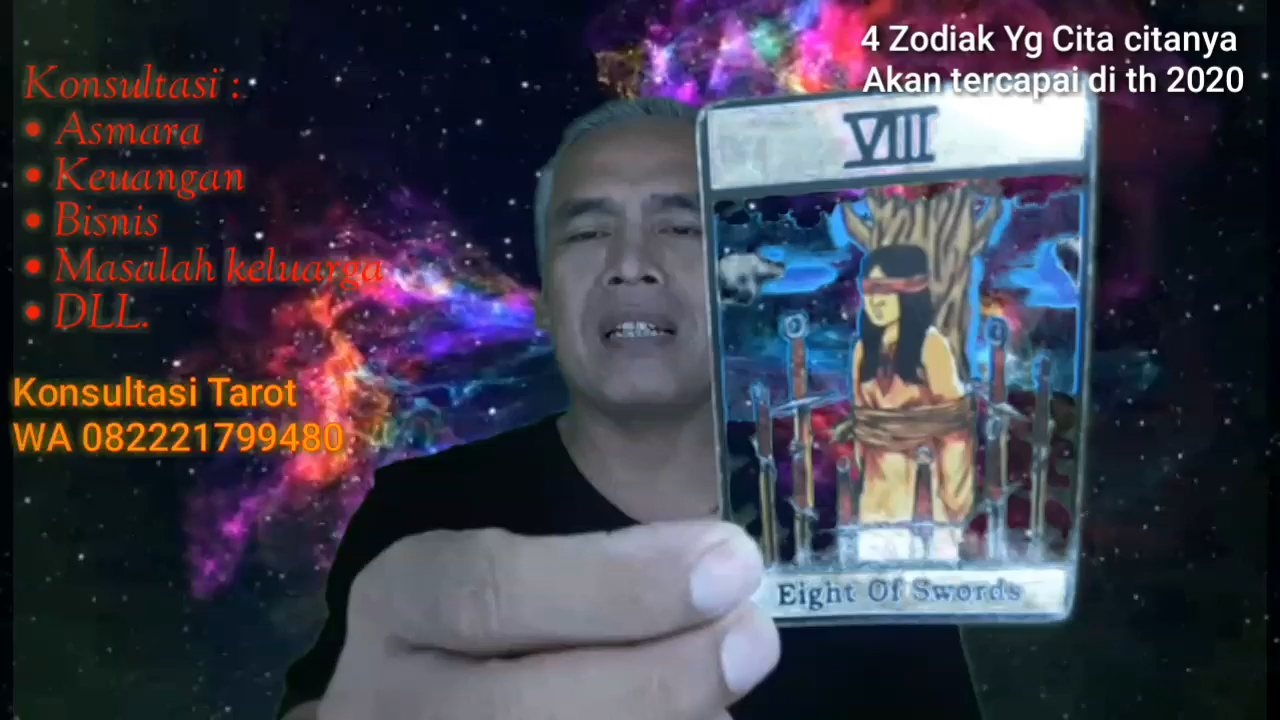 4 Zodiak Yg Cita citanya
Akan tercapai di th 2020
Konsultasi :
• Asmara
• Keuangan
• Bisnis
• Masalah keluarga
• DLL.
Konsultasi Tarot
WA 082221799480
VIII
Eight Of Swords